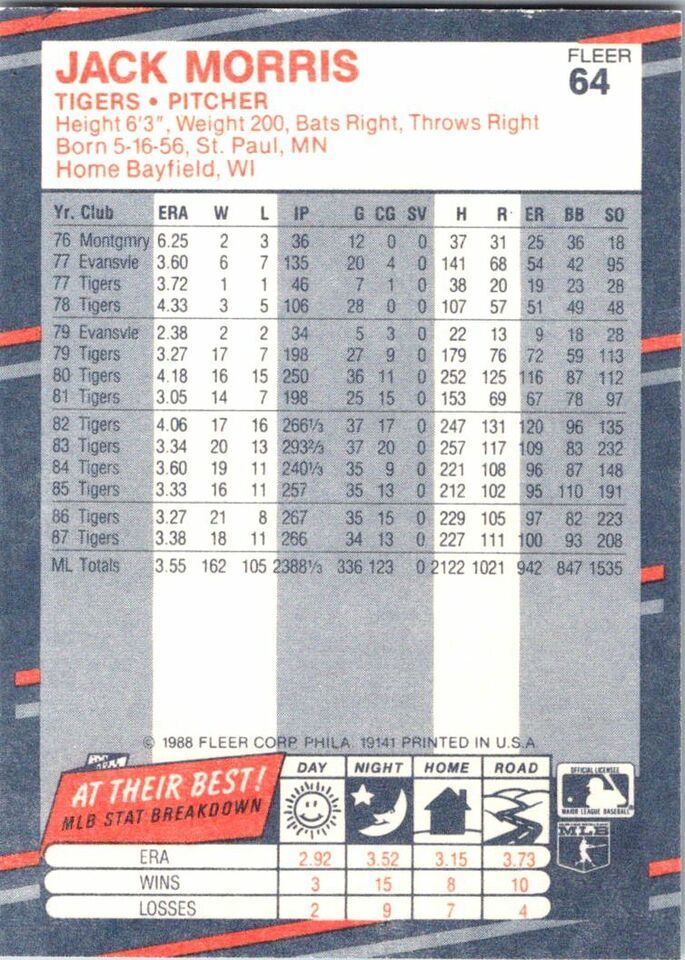 JACK MORRIS
FLEER
64
TIGERS • PITCHER
Height 6'3", Weight 200, Bats Right, Throws Right
Born 5-16-56, St. Paul, MN
Home Bayfield, WI
Yr. Club ERA W L IP G CG SV H R ER BB SO
76 Montgmry 6.25 2 3 36 12 0 0 37 31 25 36 18
77 Evansvle 3.60 6 7 135 20 4 0 141 68 54 42 95
77 Tigers 3.72 1 1 46 7 1 0 38 20 19 23 28
78 Tigers 4.33 3 5 106 28 0 0 107 57 51 49 48
79 Evansvle 2.38 2 2 34 5 3 0 22 13 9 18 28
79 Tigers 3.27 17 7 198 27 9 0 179 76 72 59 113
80 Tigers 4.18 16 15 250 36 11 0 252 125 116 87 112
81 Tigers 3.05 14 7 198 25 15 0 153 69 67 78 97
82 Tigers 4.06 17 16 266⅓ 37 17 0 247 131 120 96 135
83 Tigers 3.34 20 13 293⅔ 37 20 0 257 117 109 83 232
84 Tigers 3.60 19 11 240⅓ 35 9 0 221 108 96 87 148
85 Tigers 3.33 16 11 257 35 13 0 212 102 95 110 191
86 Tigers 3.27 21 8 267 35 15 0 229 105 97 82 223
87 Tigers 3.38 18 11 266 34 13 0 227 111 100 93 208
ML Totals 3.55 162 105 2388⅓ 336 123 0 2122 1021 942 847 1535
© 1988 FLEER CORP. PHILA. 19141 PRINTED IN U.S.A.
AT THEIR BEST!
MLB STAT BREAKDOWN
DAY NIGHT HOME ROAD
ERA 2.92 3.52 3.15 3.73
WINS 3 15 8 10
LOSSES 2 9 7 4
OFFICIAL LICENSEE
MAJOR LEAGUE BASEBALL
MLB